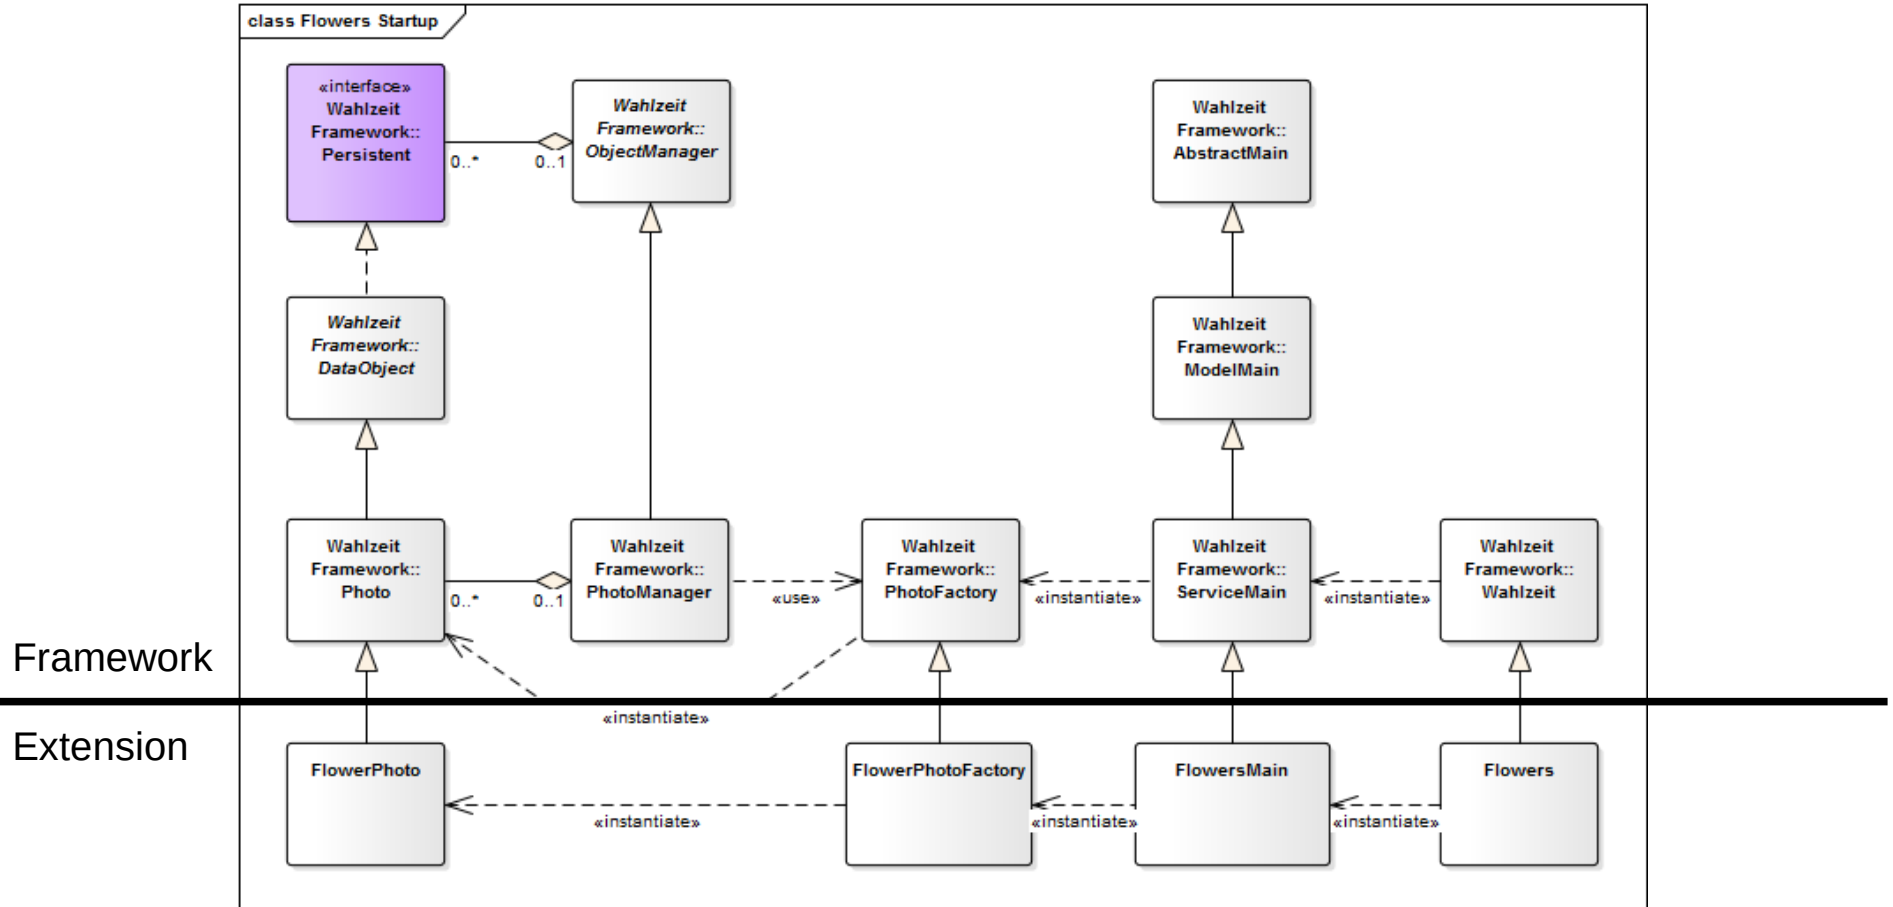 class Flowers Startup
«interface»
Wahlzeit
Framework::
Persistent
0..*
0..1
Wahlzeit
Framework::
ObjectManager
Wahlzeit
Framework::
AbstractMain
Wahlzeit
Framework::
DataObject
Wahlzeit
Framework::
ModelMain
Wahlzeit
Framework::
Photo
0..*
0..1
Wahlzeit
Framework::
PhotoManager
«use»
Wahlzeit
Framework::
PhotoFactory
«instantiate»
Wahlzeit
Framework::
ServiceMain
«instantiate»
Wahlzeit
Framework::
Wahlzeit
Framework
«instantiate»
Extension
FlowerPhoto
«instantiate»
FlowerPhotoFactory
«instantiate»
FlowersMain
«instantiate»
Flowers